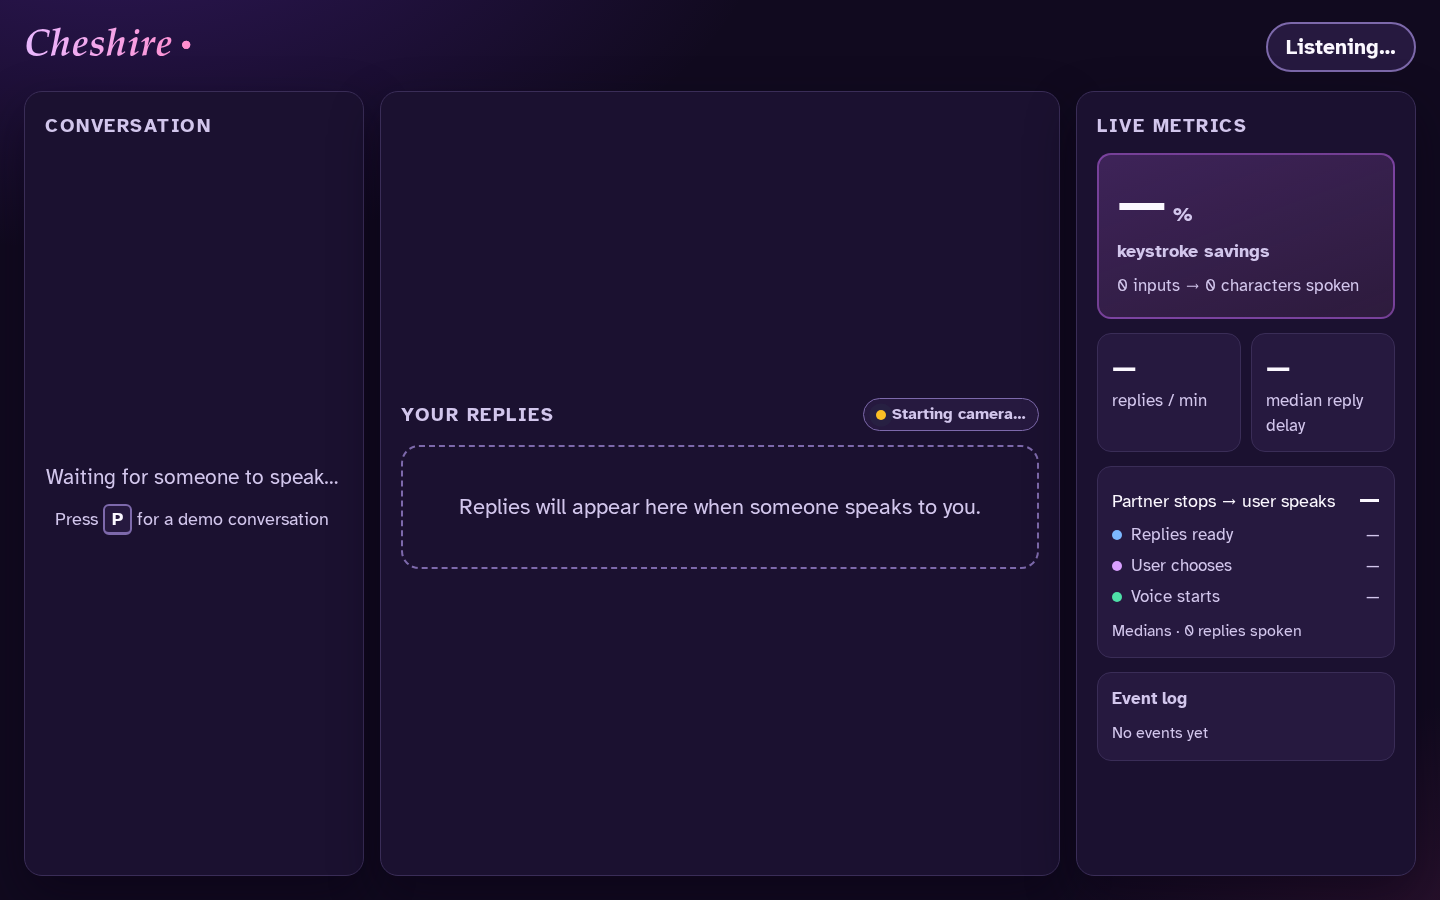 Cheshire
Listening...
CONVERSATION
Waiting for someone to speak...
Press P for a demo conversation
YOUR REPLIES
Starting camera...
Replies will appear here when someone speaks to you.
LIVE METRICS
— %
keystroke savings
0 inputs → 0 characters spoken
—
replies / min
—
median reply
delay
Partner stops → user speaks —
Replies ready —
User chooses —
Voice starts —
Medians · 0 replies spoken
Event log
No events yet